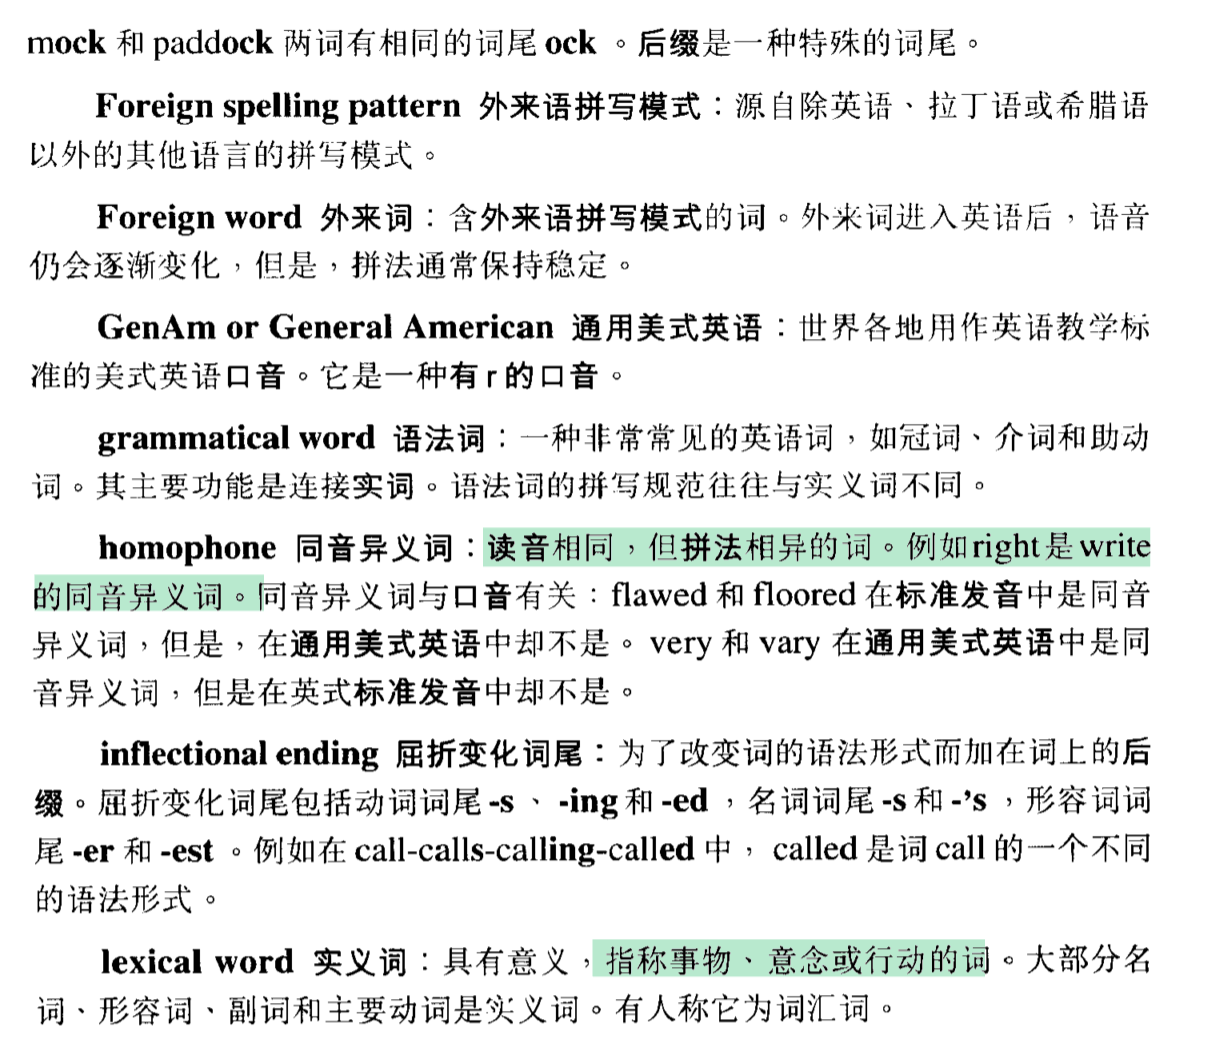 mock 和 paddock 两词有相同的词尾 ock 。后缀是一种特殊的词尾。
Foreign spelling pattern 外来语拼写模式：源自除英语、拉丁语或希腊语
以外的其他语言的拼写模式。
Foreign word 外来词：含外来语拼写模式的词。外来词进入英语后，语音
仍会逐渐变化，但是，拼法通常保持稳定。
GenAm or General American 通用美式英语：世界各地用作英语教学标
准的美式英语口音。它是一种有 r 的口音。
grammatical word 语法词：一种非常常见的英语词，如冠词、介词和助动
词。其主要功能是连接实词。语法词的拼写规范往往与实义词不同。
homophone 同音异义词：读音相同，但拼法相异的词。例如right是write
的同音异义词。同音异义词与口音有关：flawed 和 floored 在标准发音中是同音
异义词，但是，在通用美式英语中却不是。very 和 vary 在通用美式英语中是同
音异义词，但是在英式标准发音中却不是。
inflectional ending 屈折变化词尾：为了改变词的语法形式而加在词上的后
缀。屈折变化词尾包括动词词尾 -s 、 -ing 和 -ed ，名词词尾 -s 和 -’s ，形容词词
尾 -er 和 -est 。例如在 call-calls-calling-called 中， called 是词 call 的一个不同
的语法形式。
lexical word 实义词：具有意义，指称事物、意念或行动的词。大部分名
词、形容词、副词和主要动词是实义词。有人称它为词汇词。